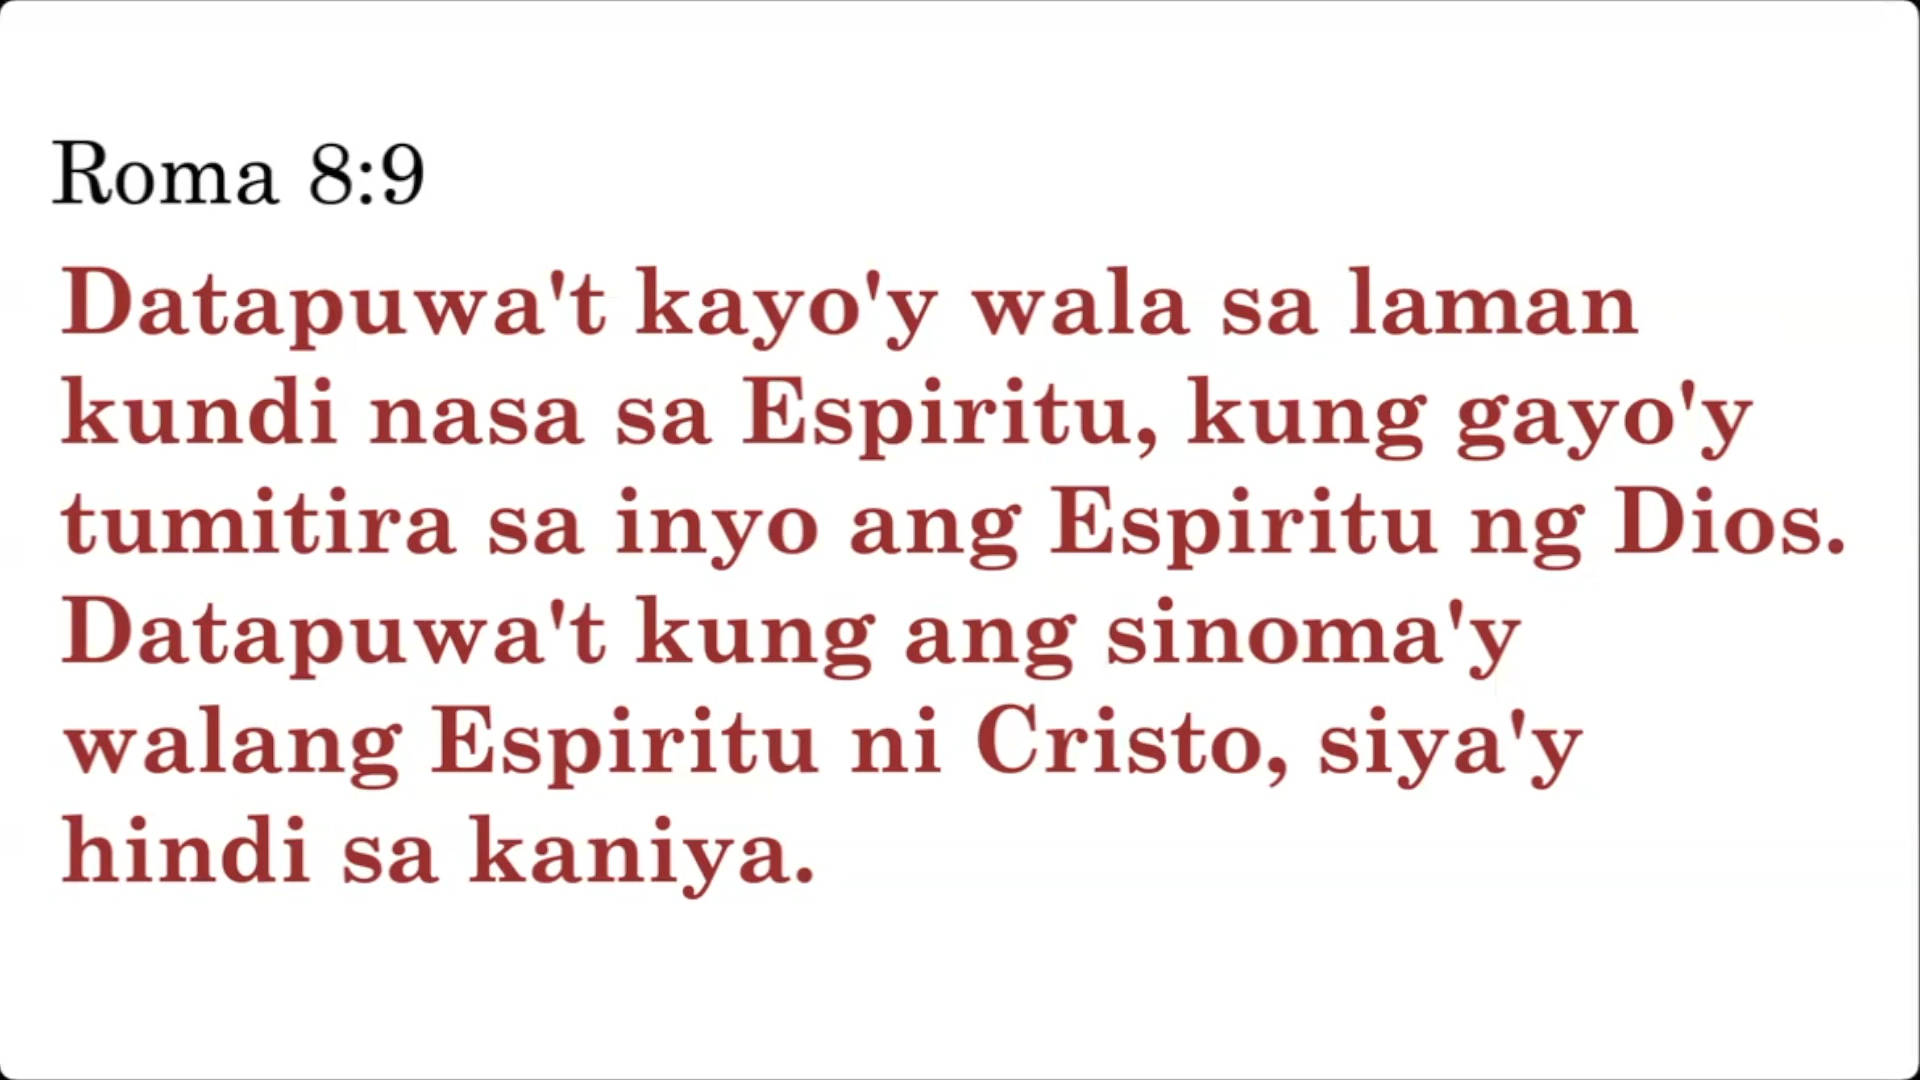 Roma 8:9
Datapuwa't kayo'y wala sa laman
kundi nasa sa Espiritu, kung gayo'y
tumitira sa inyo ang Espiritu ng Dios.
Datapuwa't kung ang sinoma'y
walang Espiritu ni Cristo, siya'y
hindi sa kaniya.